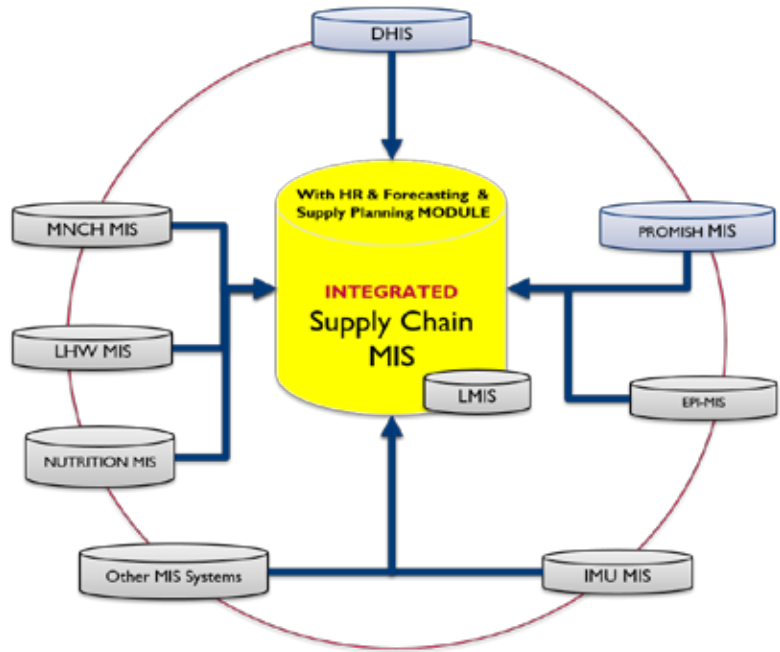 DHIS
With HR & Forecasting &
Supply Planning MODULE
MNCH MIS
PROMISH MIS
INTEGRATED
Supply Chain
MIS
LHW MIS
LMIS
EPI-MIS
NUTRITION MIS
Other MIS Systems
IMU MIS